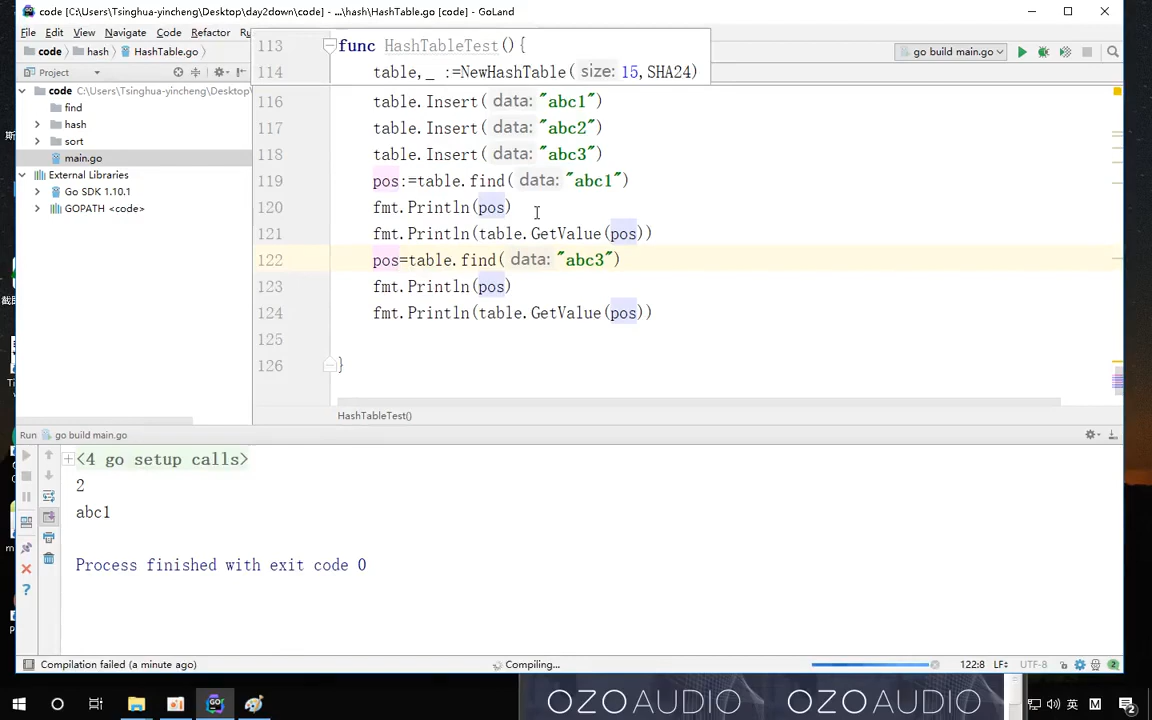 code [C:\Users\Tsinghua-yincheng\Desktop\day2down\code] - ...\hash\HashTable.go [code] - GoLand
File Edit View Navigate Code Refactor
code hash HashTable.go
go build main.go
Project
code C:\Users\Tsinghua-yincheng\Desktop\
find
hash
sort
main.go
External Libraries
Go SDK 1.10.1
GOPATH <code>
113 func HashTableTest(){
114 table,_ :=NewHashTable( size: 15,SHA24)
116 table.Insert( data: "abc1")
117 table.Insert( data: "abc2")
118 table.Insert( data: "abc3")
119 pos:=table.find( data: "abc1")
120 fmt.Println(pos)
121 fmt.Println(table.GetValue(pos))
122 pos=table.find( data: "abc3")
123 fmt.Println(pos)
124 fmt.Println(table.GetValue(pos))
125
126 }
HashTableTest()
Run go build main.go
<4 go setup calls>
2
abc1
Process finished with exit code 0
Compilation failed (a minute ago)
Compiling...
122:8 LF÷ UTF-8
2
OZO AUDIO OZO AUDIO
英 M
2